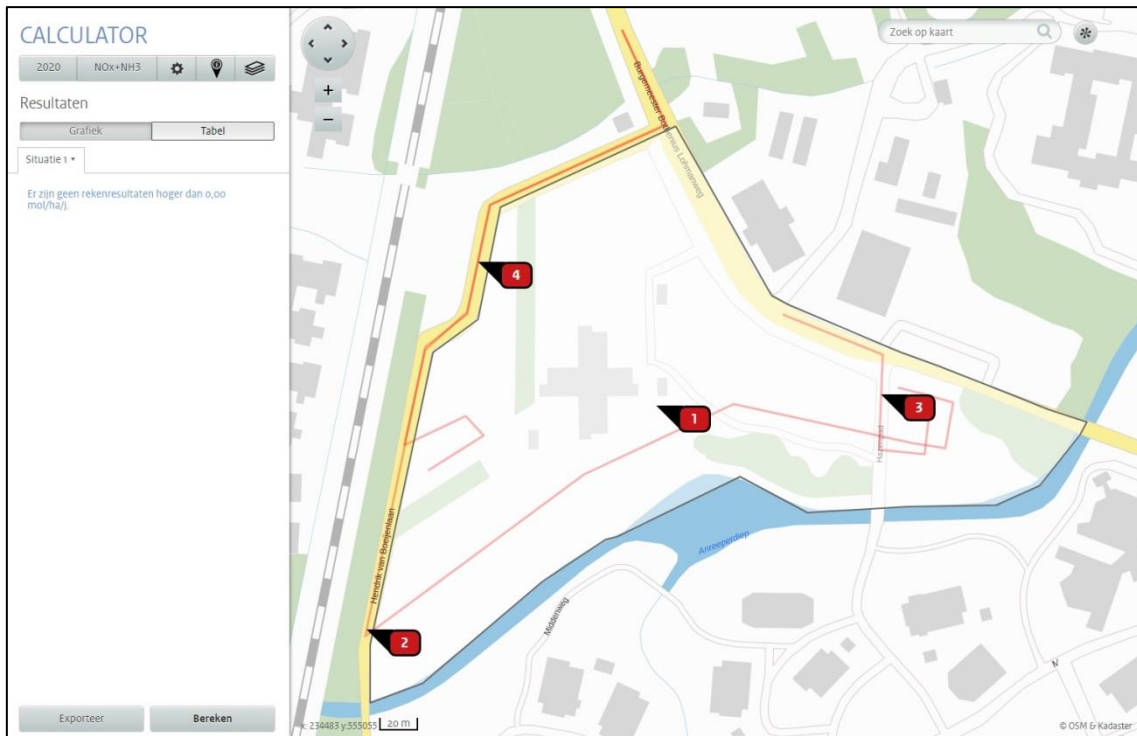 CALCULATOR
2020
NOx+NH3
Resultaten
Grafiek
Tabel
Situatie 1
Er zijn geen rekenresultaten hoger dan 0,00
mol/ha/j.
Exporteer
Bereken
+
−
Zoek op kaart
Lohmanweg
4
3
1
Hendrik van Boeijenlaan
Anreeperdiep
2
Middenweg
M
x: 234483 y:555055
20 m
© OSM & Kadaster